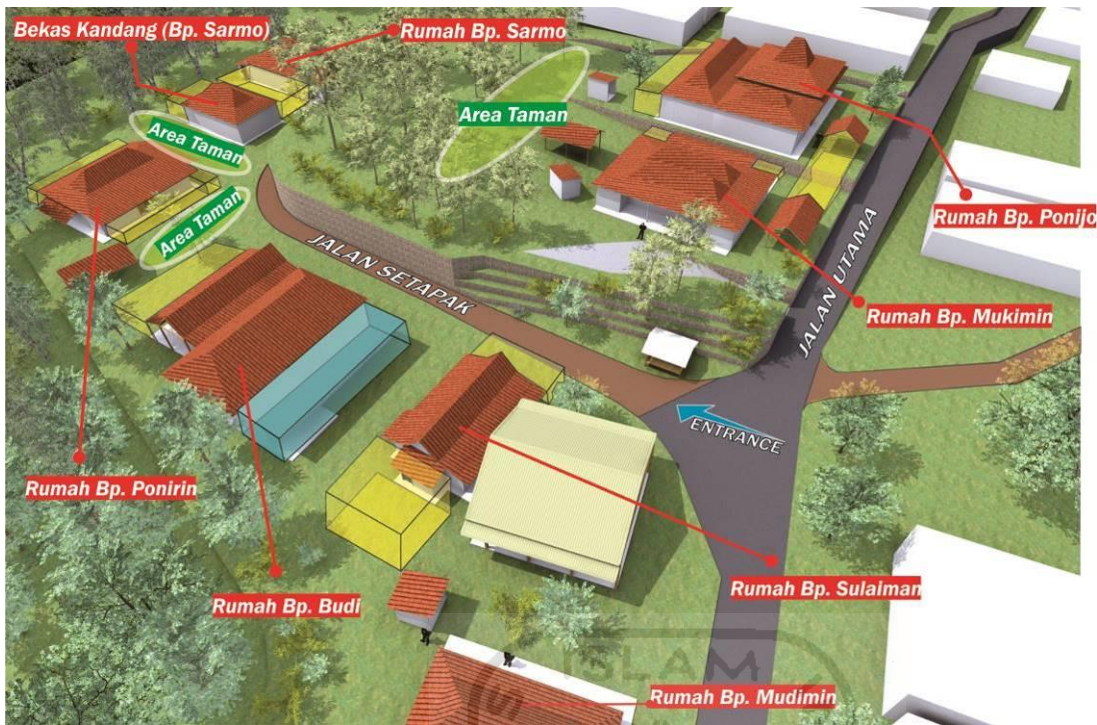 Bekas Kandang (Bp. Sarmo)
Rumah Bp. Sarmo
Area Taman
Area Taman
Area Taman
Rumah Bp. Ponijo
JALAN SETAPAK
JALAN UTAMA
Rumah Bp. Mukimin
ENTRANCE
Rumah Bp. Ponirin
Rumah Bp. Budi
Rumah Bp. Sulaiman
ISLAM
Rumah Bp. Mudimin